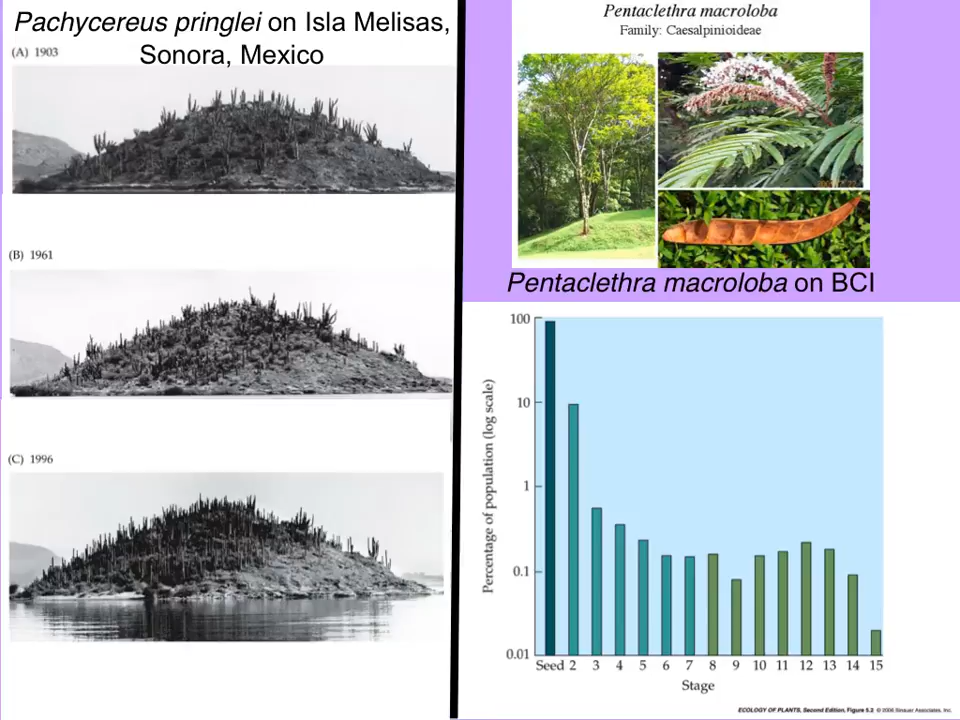 Pachycereus pringlei on Isla Melisas,
Sonora, Mexico
(A) 1903
(B) 1961
(C) 1996
Pentaclethra macroloba
Family: Caesalpinioideae
Pentaclethra macroloba on BCI
Percentage of population (log scale)
100
10
1
0.1
0.01
Seed 2 3 4 5 6 7 8 9 10 11 12 13 14 15
Stage
ECOLOGY OF PLANTS, Second Edition, Figure 5.2 © 2006 Sinauer Associates, Inc.